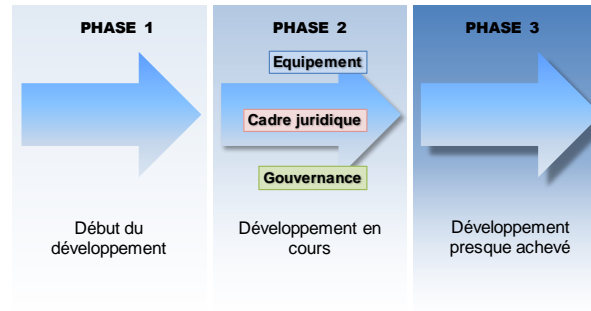 PHASE 1
Début du
développement
PHASE 2
Equipement
Cadre juridique
Gouvernance
Développement en
cours
PHASE 3
Développement
presque achevé